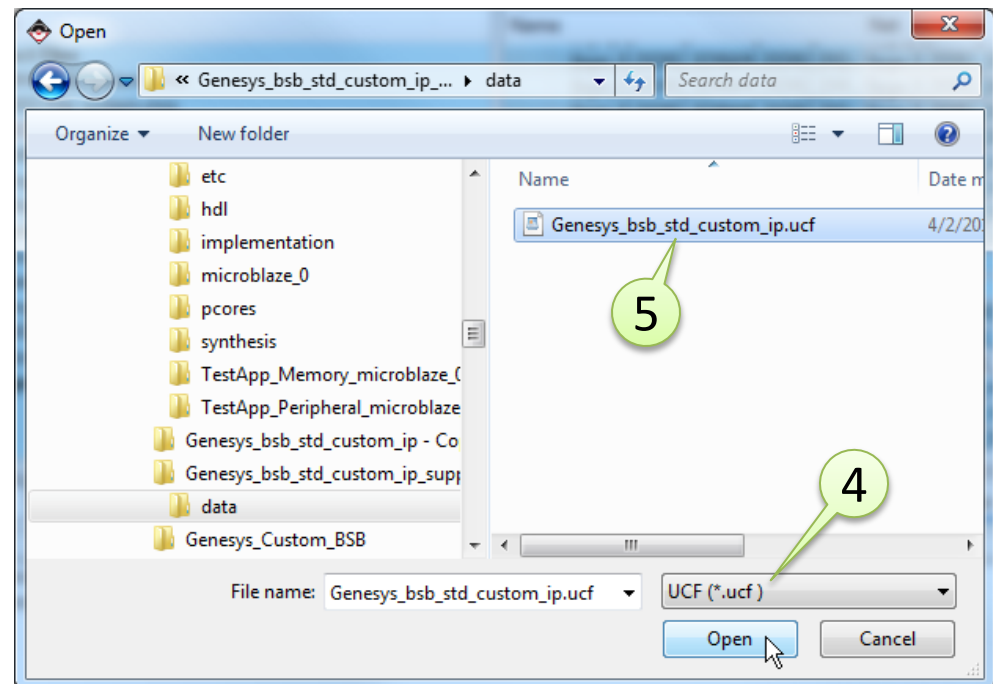 Open
« Genesys_bsb_std_custom_ip_... data
Search data
Organize
New folder
etc
hdl
implementation
microblaze_0
pcores
synthesis
TestApp_Memory_microblaze_0
TestApp_Peripheral_microblaze
Genesys_bsb_std_custom_ip - Co
Genesys_bsb_std_custom_ip_supp
data
Genesys_Custom_BSB
Name
Date m
Genesys_bsb_std_custom_ip.ucf
4/2/20
5
4
File name: Genesys_bsb_std_custom_ip.ucf
UCF (*.ucf )
Open
Cancel